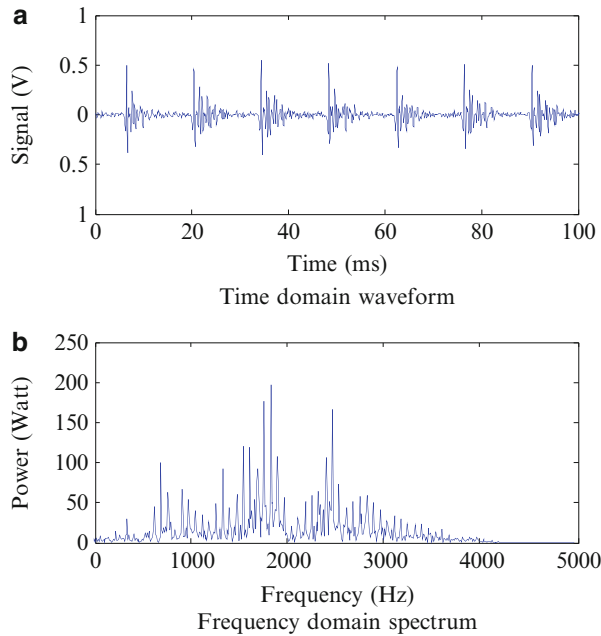 a
1
0.5
0
0.5
1
Signal (V)
0 20 40 60 80 100
Time (ms)
Time domain waveform
b
250
200
150
100
50
0
Power (Watt)
0 1000 2000 3000 4000 5000
Frequency (Hz)
Frequency domain spectrum